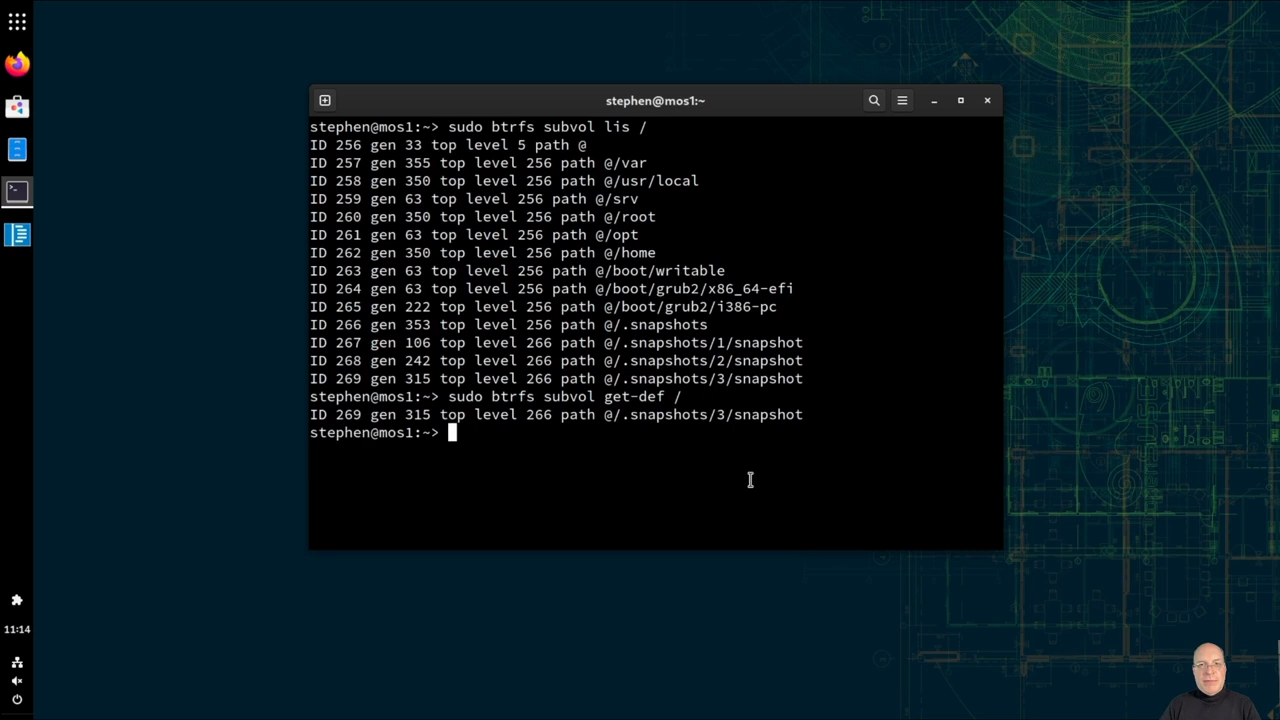 stephen@mos1:~
stephen@mos1:~> sudo btrfs subvol lis /
ID 256 gen 33 top level 5 path @
ID 257 gen 355 top level 256 path @/var
ID 258 gen 350 top level 256 path @/usr/local
ID 259 gen 63 top level 256 path @/srv
ID 260 gen 350 top level 256 path @/root
ID 261 gen 63 top level 256 path @/opt
ID 262 gen 350 top level 256 path @/home
ID 263 gen 63 top level 256 path @/boot/writable
ID 264 gen 63 top level 256 path @/boot/grub2/x86_64-efi
ID 265 gen 222 top level 256 path @/boot/grub2/i386-pc
ID 266 gen 353 top level 256 path @/.snapshots
ID 267 gen 106 top level 266 path @/.snapshots/1/snapshot
ID 268 gen 242 top level 266 path @/.snapshots/2/snapshot
ID 269 gen 315 top level 266 path @/.snapshots/3/snapshot
stephen@mos1:~> sudo btrfs subvol get-def /
ID 269 gen 315 top level 266 path @/.snapshots/3/snapshot
stephen@mos1:~>
11:14